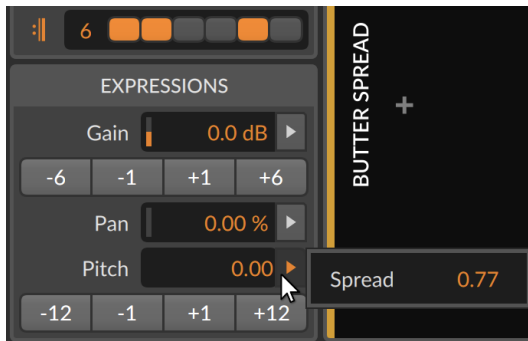 6
EXPRESSIONS
Gain 0.0 dB
-6 -1 +1 +6
Pan 0.00 %
Pitch 0.00
-12 -1 +1 +12
BUTTER SPREAD
+
Spread 0.77